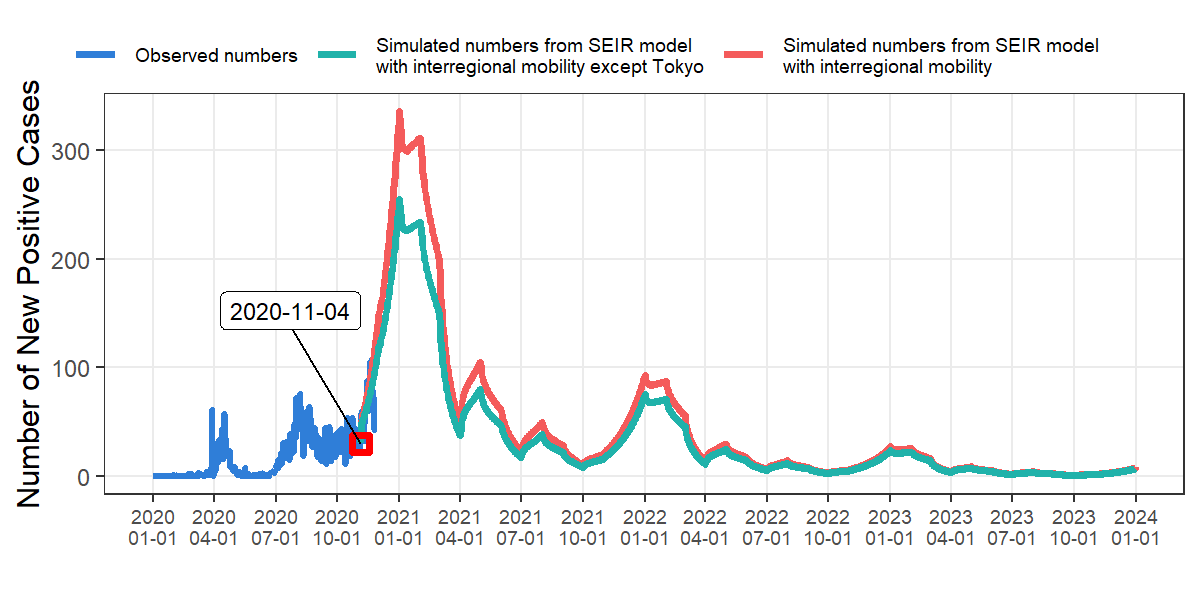 Observed numbers
Simulated numbers from SEIR model
with interregional mobility except Tokyo
Simulated numbers from SEIR model
with interregional mobility
Number of New Positive Cases
300
200
100
0
2020-11-04
2020 2020 2020 2020 2021 2021 2021 2021 2022 2022 2022 2022 2023 2023 2023 2023 2024
01-01 04-01 07-01 10-01 01-01 04-01 07-01 10-01 01-01 04-01 07-01 10-01 01-01 04-01 07-01 10-01 01-01